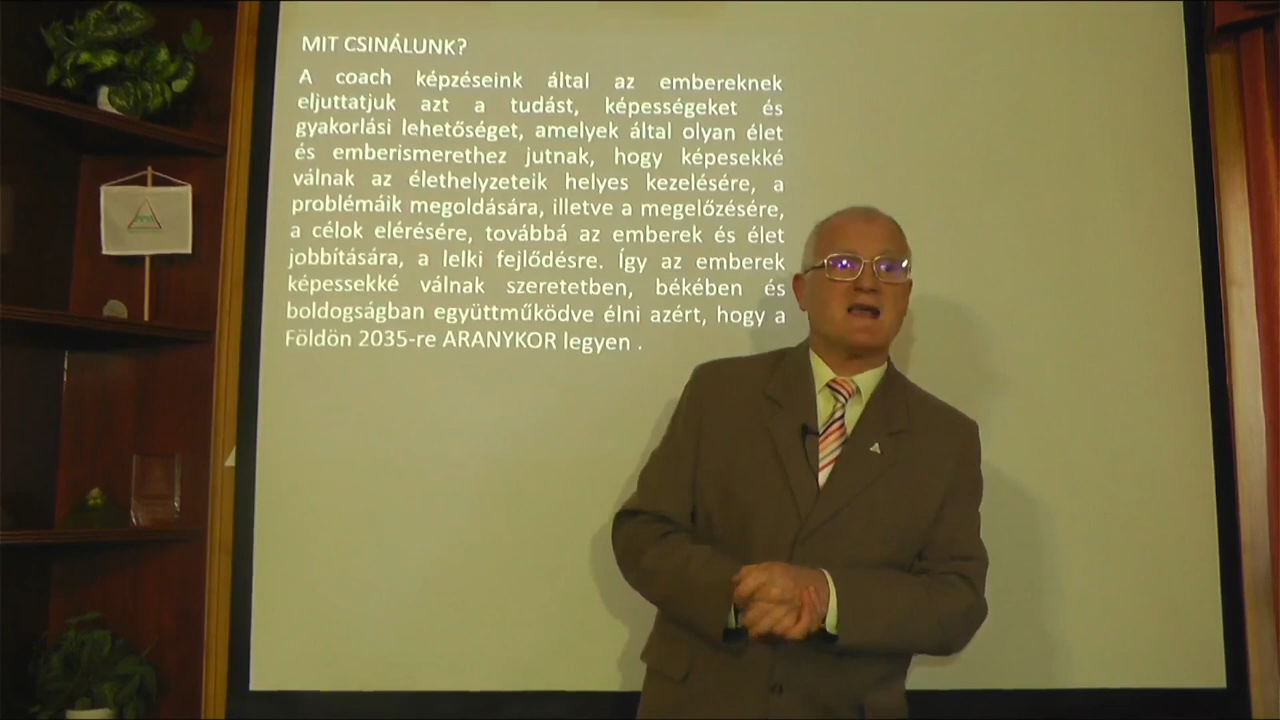 MIT CSINÁLUNK?
A coach képzéseink által az embereknek
eljuttatjuk azt a tudást, képességeket és
gyakorlási lehetőséget, amelyek által olyan élet
és emberismerethez jutnak, hogy képesekké
válnak az élethelyzeteik helyes kezelésére, a
problémáik megoldására, illetve a megelőzésére,
a célok elérésére, továbbá az emberek és élet
jobbítására, a lelki fejlődésre. Így az emberek
képessekké válnak szeretetben, békében és
boldogságban együttműködve élni azért, hogy a
Földön 2035-re ARANYKOR legyen .